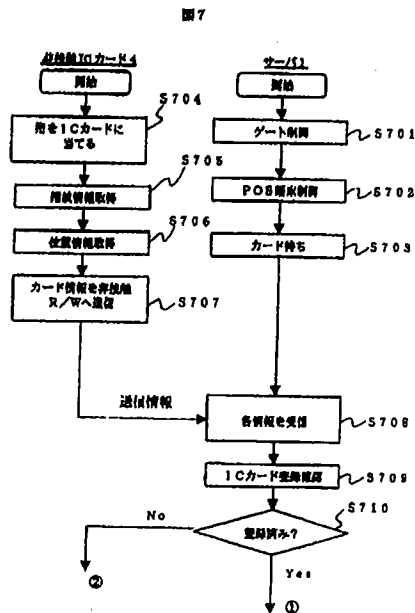 図7
非接触ICカード4
開始
指をICカードに
当てる
S704
指紋情報取得
S705
位置情報取得
S706
カード情報を非接触
R/Wへ送信
S707
送信情報
サーバ1
開始
ゲート制御
S701
POS端末制御
S702
カード待ち
S703
各情報を受信
S708
ICカード登録確認
S709
登録済み?
S710
No
②
Yes
①